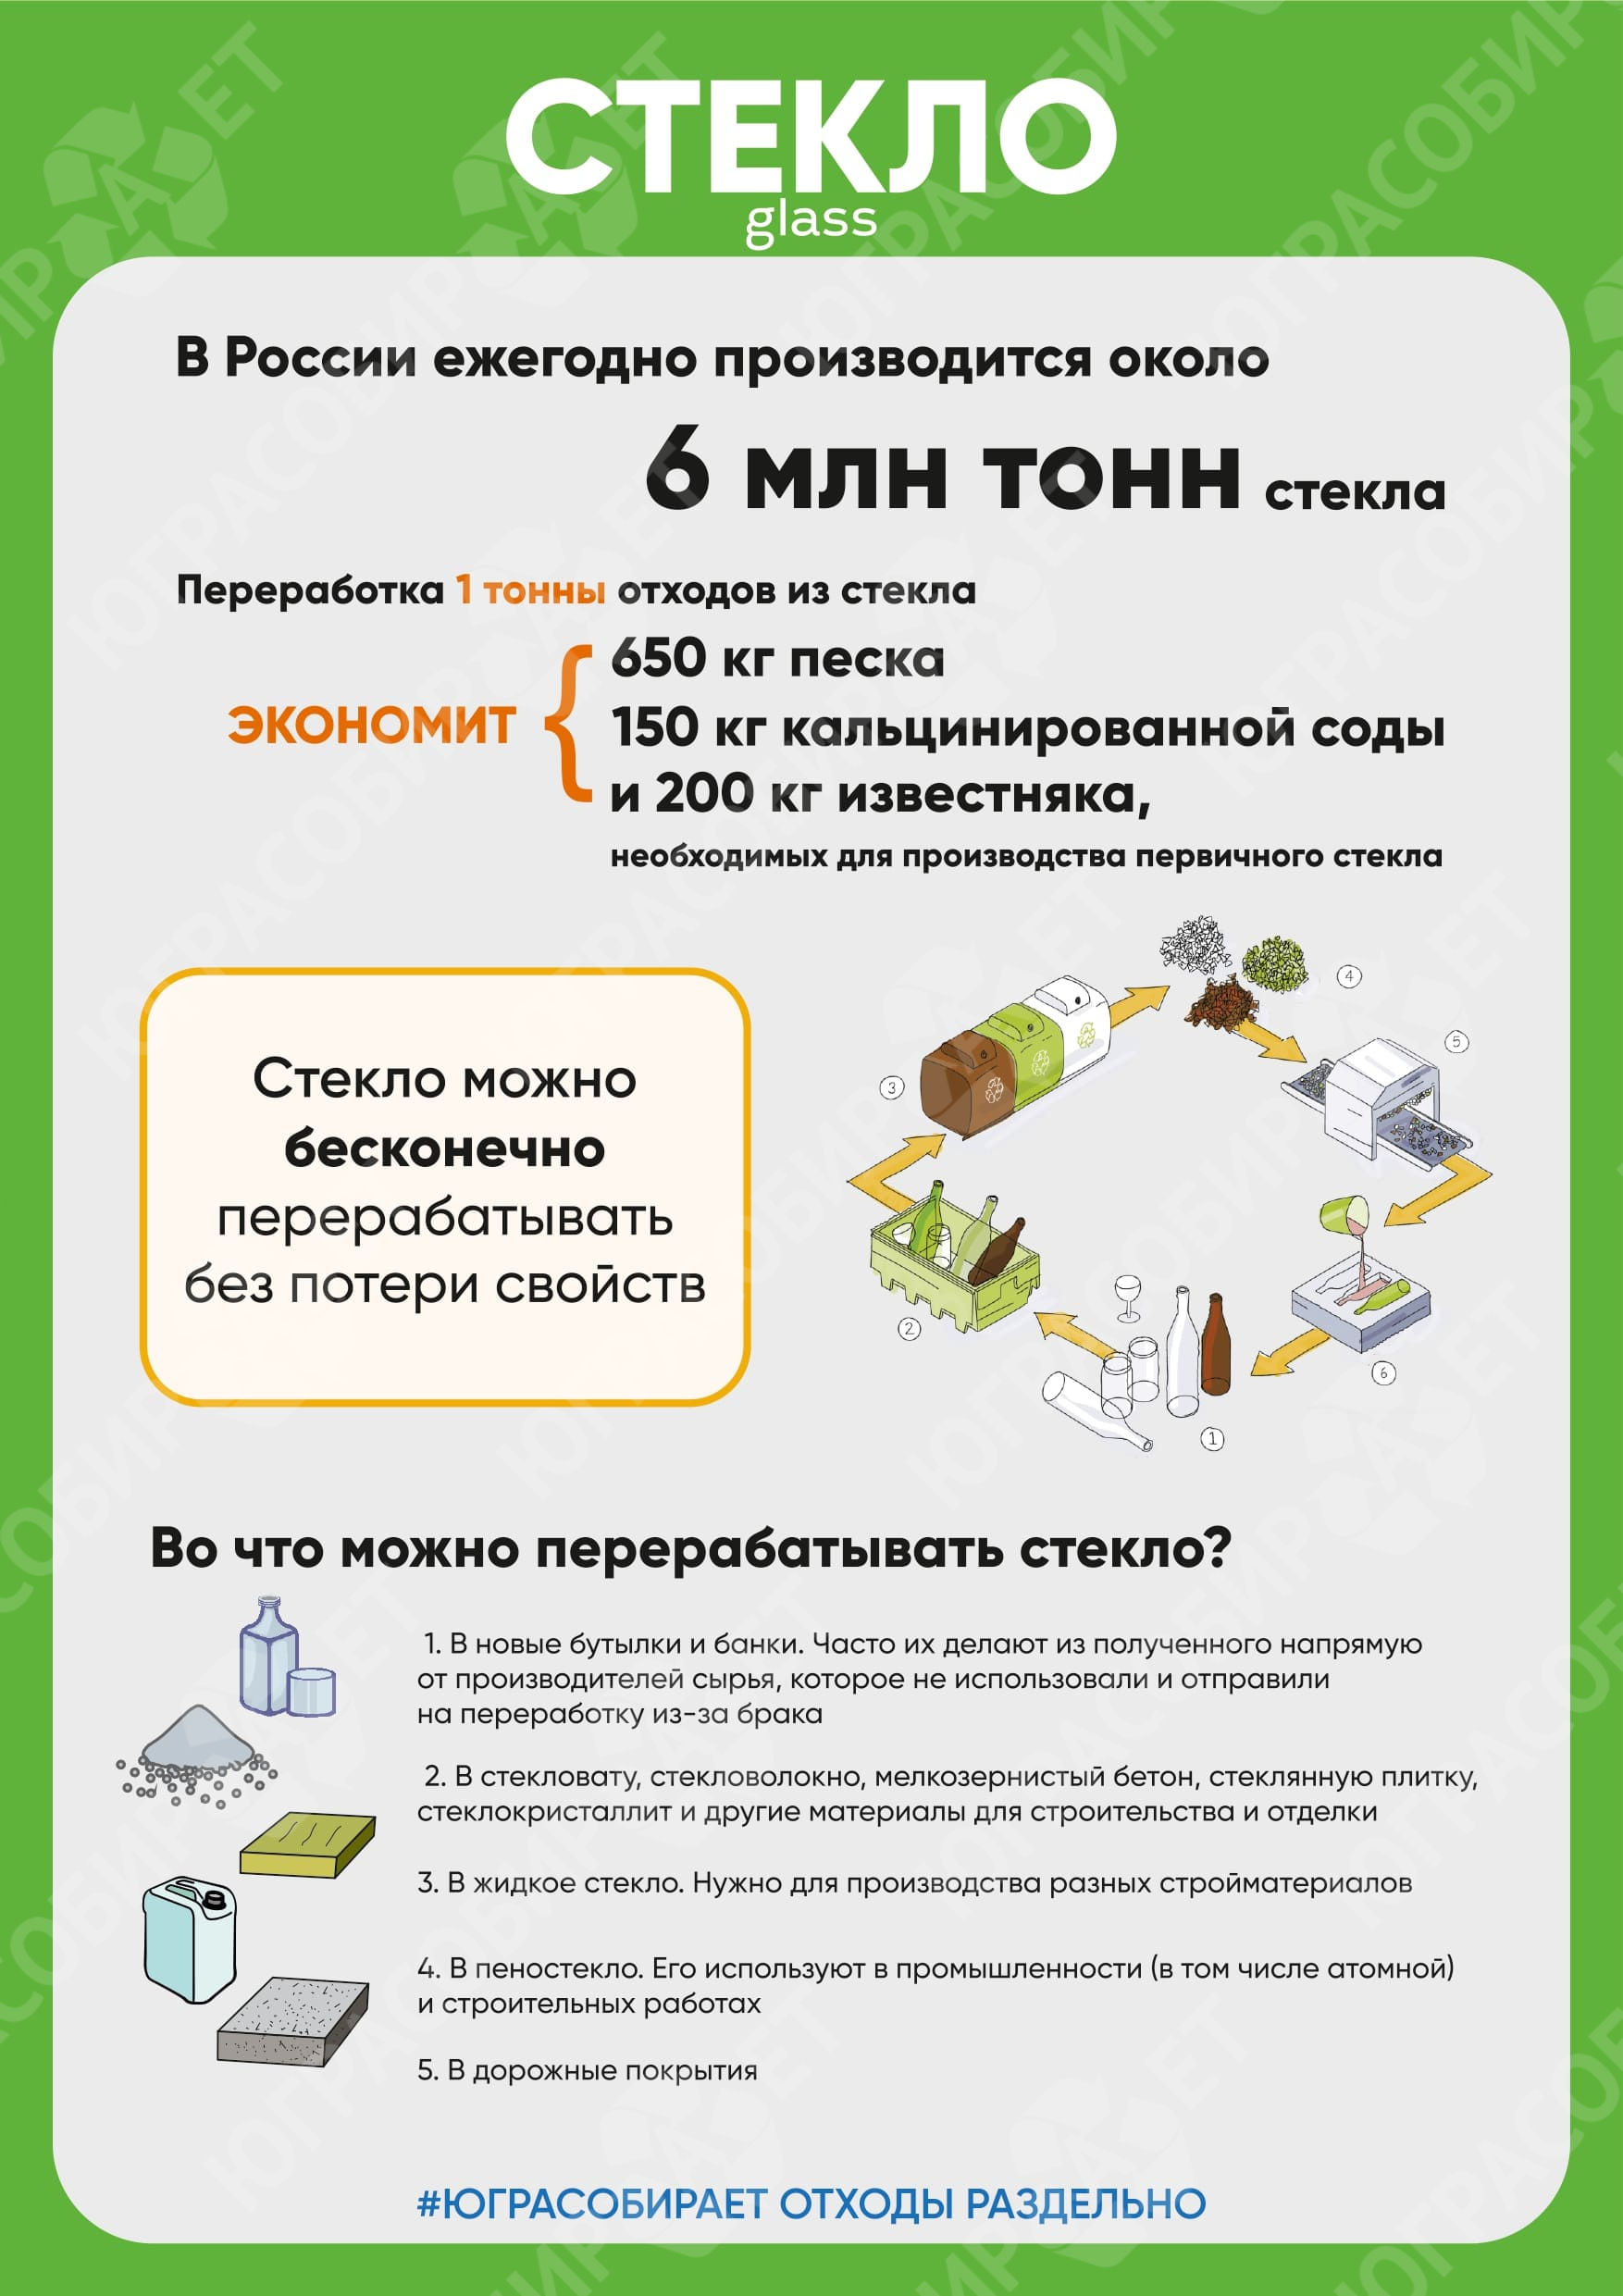 СТЕКЛО
glass
В России ежегодно производится около
6 млн тонн стекла
Переработка 1 тонны отходов из стекла
ЭКОНОМИТ
650 кг песка
150 кг кальцинированной соды
и 200 кг известняка,
необходимых для производства первичного стекла
Стекло можно
бесконечно
перерабатывать
без потери свойств
4
5
3
2
6
1
Во что можно перерабатывать стекло?
1. В новые бутылки и банки. Часто их делают из полученного напрямую
от производителей сырья, которое не использовали и отправили
на переработку из-за брака
2. В стекловату, стекловолокно, мелкозернистый бетон, стеклянную плитку,
стеклокристаллит и другие материалы для строительства и отделки
3. В жидкое стекло. Нужно для производства разных стройматериалов
4. В пеностекло. Его используют в промышленности (в том числе атомной)
и строительных работах
5. В дорожные покрытия
#ЮГРАСОБИРАЕТ ОТХОДЫ РАЗДЕЛЬНО
ЮГРАСОБИРАЕТ